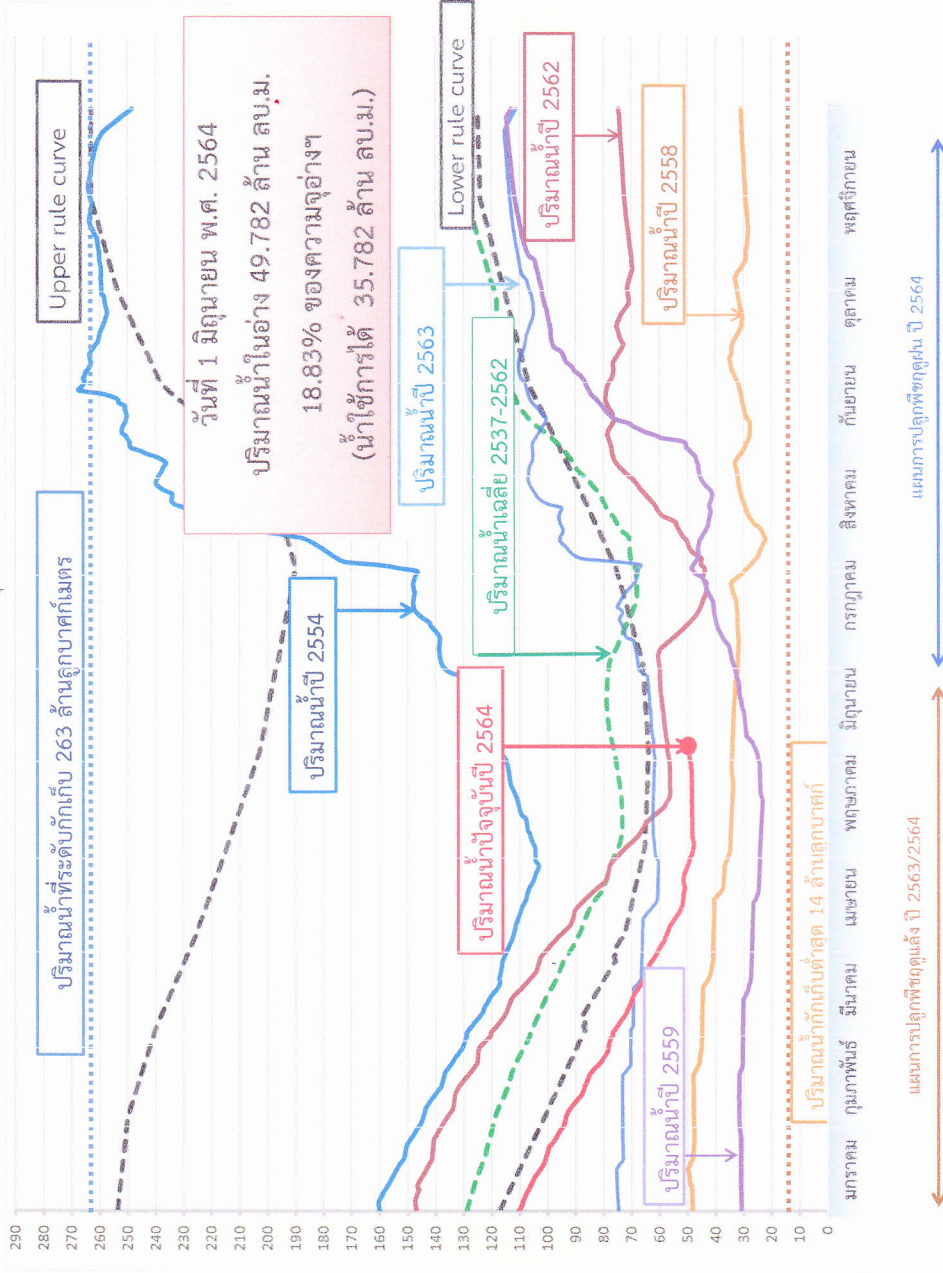 ปริมาณน้ำที่ระดับกักเก็บ 263 ล้านลูกบาศก์เมตร
Upper rule curve
วันที่ 1 มิถุนายน พ.ศ. 2564
ปริมาณน้ำในอ่าง 49.782 ล้าน ลบ.ม.
18.83% ของความจุอ่างฯ
(น้ำใช้การได้ 35.782 ล้าน ลบ.ม.)
ปริมาณน้ำปี 2554
ปริมาณน้ำปี 2563
Lower rule curve
ปริมาณน้ำเฉลี่ย 2537-2562
ปริมาณน้ำปี 2562
ปริมาณน้ำปัจจุบันปี 2564
ปริมาณน้ำปี 2558
ปริมาณน้ำปี 2559
ปริมาณน้ำกักเก็บต่ำสุด 14 ล้านลูกบาศก์
290
280
270
260
250
240
230
220
210
200
190
180
170
160
150
140
130
120
110
100
90
80
70
60
50
40
30
20
10
0
มกราคม กุมภาพันธ์ มีนาคม เมษายน พฤษภาคม มิถุนายน กรกฎาคม สิงหาคม กันยายน ตุลาคม พฤศจิกายน
แผนการปลูกพืชฤดูแล้ง ปี 2563/2564 แผนการปลูกพืชฤดูฝน ปี 2564